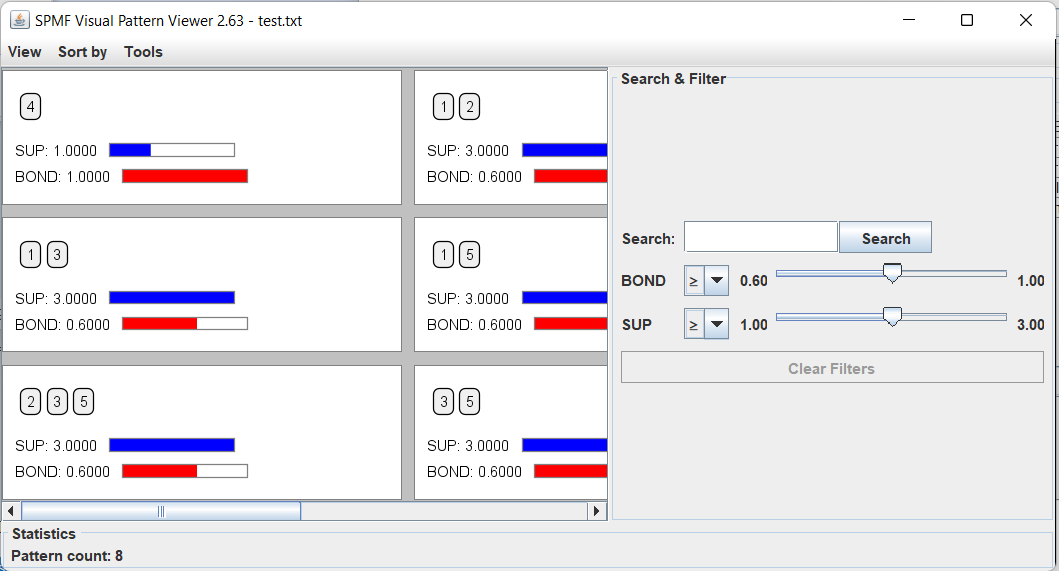 SPMF Visual Pattern Viewer 2.63 - test.txt
View Sort by Tools
4
SUP: 1.0000
BOND: 1.0000
1 2
SUP: 3.0000
BOND: 0.6000
1 3
SUP: 3.0000
BOND: 0.6000
1 5
SUP: 3.0000
BOND: 0.6000
2 3 5
SUP: 3.0000
BOND: 0.6000
3 5
SUP: 3.0000
BOND: 0.6000
Search & Filter
Search: Search
BOND ≥ 0.60 1.00
SUP ≥ 1.00 3.00
Clear Filters
Statistics
Pattern count: 8